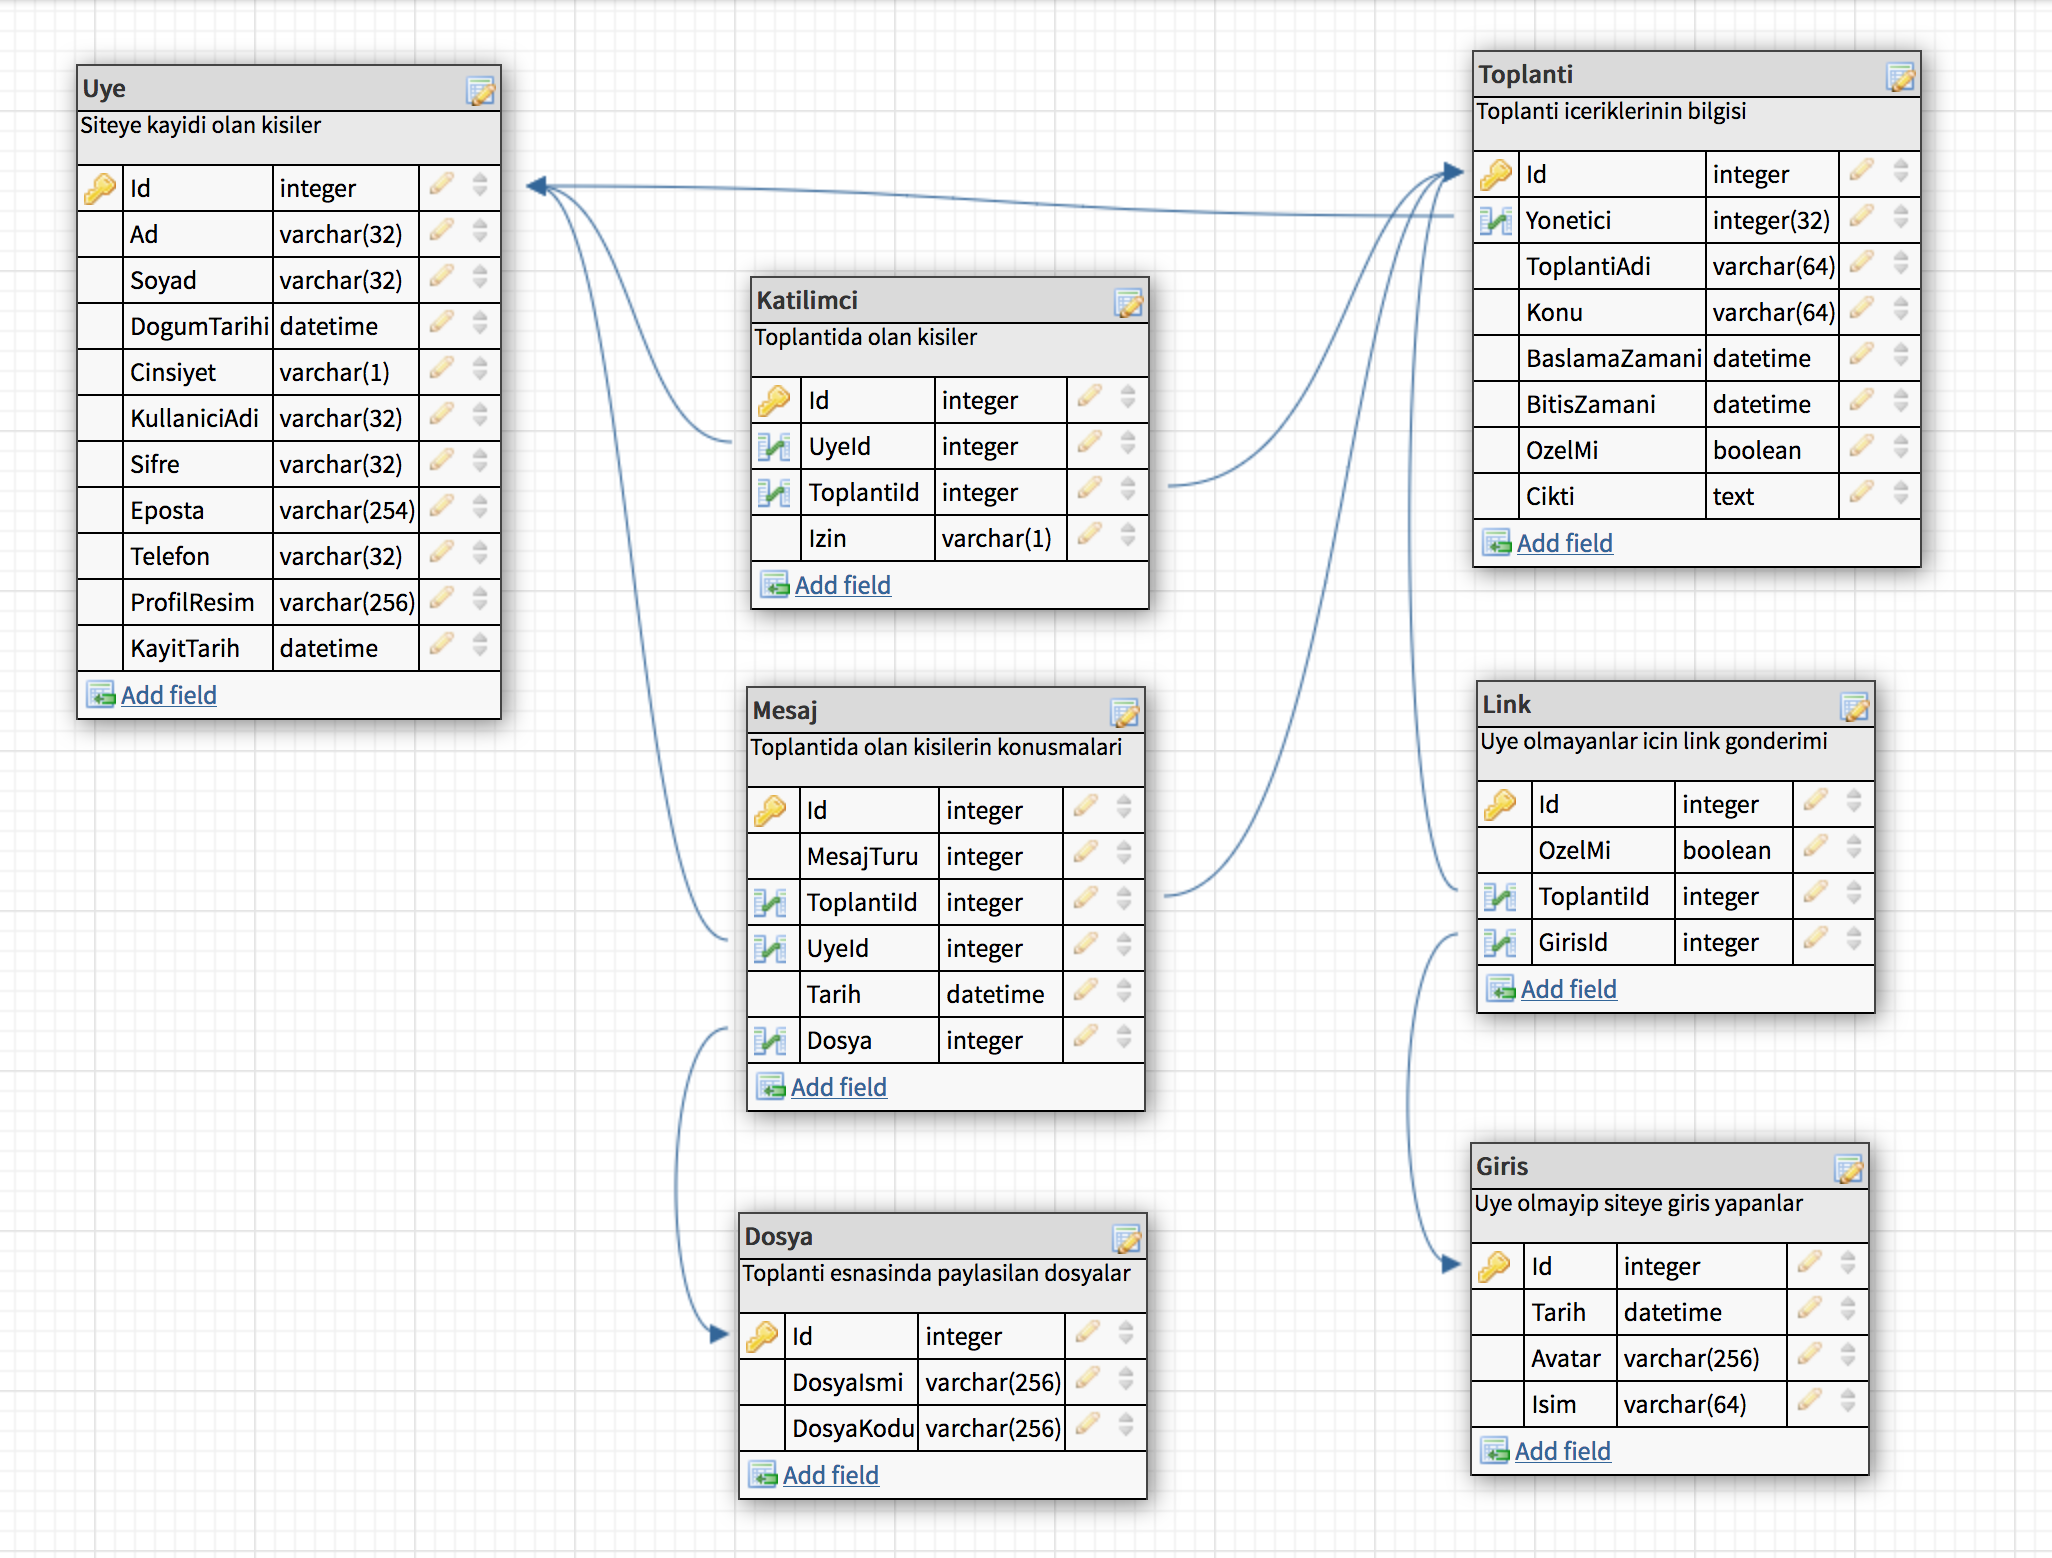 Uye
Siteye kayidi olan kisiler
Id integer
Ad varchar(32)
Soyad varchar(32)
DogumTarihi datetime
Cinsiyet varchar(1)
KullaniciAdi varchar(32)
Sifre varchar(32)
Eposta varchar(254)
Telefon varchar(32)
ProfilResim varchar(256)
KayitTarih datetime
Add field
Katilimci
Toplantida olan kisiler
Id integer
UyeId integer
ToplantiId integer
Izin varchar(1)
Add field
Mesaj
Toplantida olan kisilerin konusmalari
Id integer
MesajTuru integer
ToplantiId integer
UyeId integer
Tarih datetime
Dosya integer
Add field
Dosya
Toplanti esnasinda paylasilan dosyalar
Id integer
DosyaIsmi varchar(256)
DosyaKodu varchar(256)
Add field
Toplanti
Toplanti iceriklerinin bilgisi
Id integer
Yonetici integer(32)
ToplantiAdi varchar(64)
Konu varchar(64)
BaslamaZamani datetime
BitisZamani datetime
OzelMi boolean
Cikti text
Add field
Link
Uye olmayanlar icin link gonderimi
Id integer
OzelMi boolean
ToplantiId integer
GirisId integer
Add field
Giris
Uye olmayip siteye giris yapanlar
Id integer
Tarih datetime
Avatar varchar(256)
Isim varchar(64)
Add field